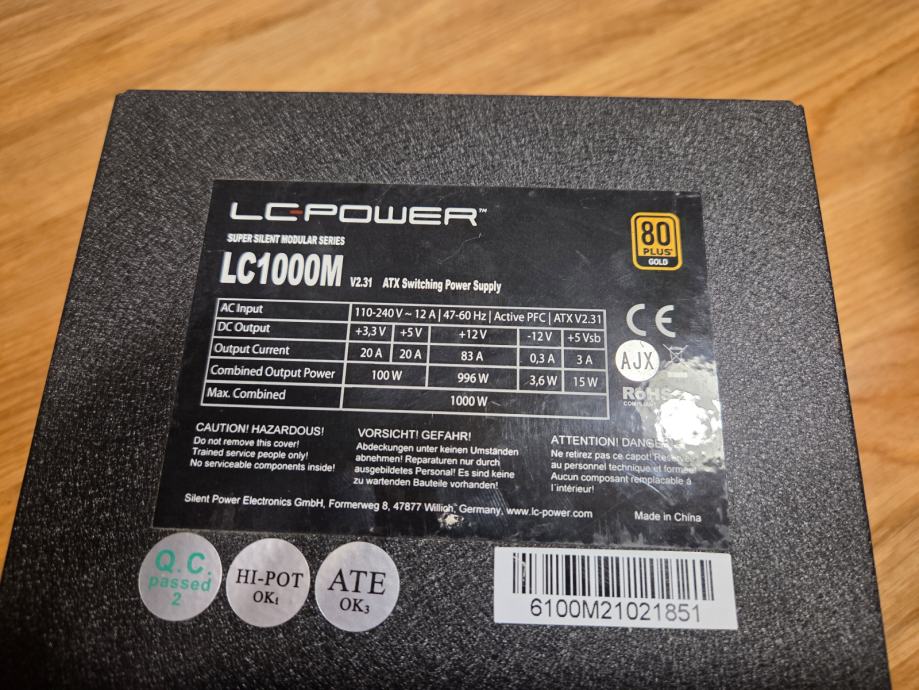 LC-POWER™
SUPER SILENT MODULAR SERIES
LC1000M V2.31 ATX Switching Power Supply
80
PLUS
GOLD
AC Input 110-240 V ~ 12 A | 47-60 Hz | Active PFC | ATX V2.31
DC Output +3,3 V +5 V +12 V -12 V +5 Vsb
Output Current 20 A 20 A 83 A 0,3 A 3 A
Combined Output Power 100 W 996 W 3,6 W 15 W
Max. Combined 1000 W
CE
AJX
RoHS
CAUTION! HAZARDOUS!
Do not remove this cover!
Trained service people only!
No serviceable components inside!
VORSICHT! GEFAHR!
Abdeckungen unter keinen Umständen
abnehmen! Reparaturen nur durch
ausgebildetes Personal! Es sind keine
zu wartenden Bauteile vorhanden!
ATTENTION!
Ne retirez pas ce capot!
au personnel technique et
Aucun composant remplaçable à
l'intérieur!
Silent Power Electronics GmbH, Formerweg 8, 47877 Willich, Germany, www.lc-power.com
Made in China
Q.C.
passed
2
HI-POT
OK1
ATE
OK3
6100M21021851